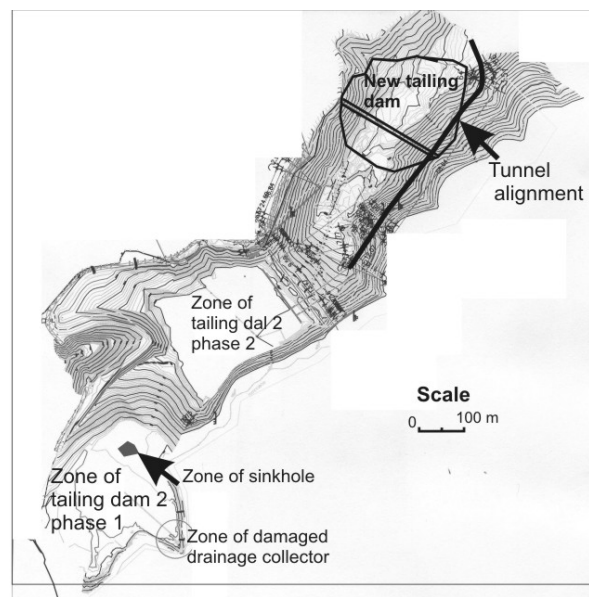 New tailing
dam
Tunnel
alignment
Zone of
tailing dal 2
phase 2
Scale
0 100 m
Zone of sinkhole
Zone of
tailing dam 2
phase 1
Zone of damaged
drainage collector